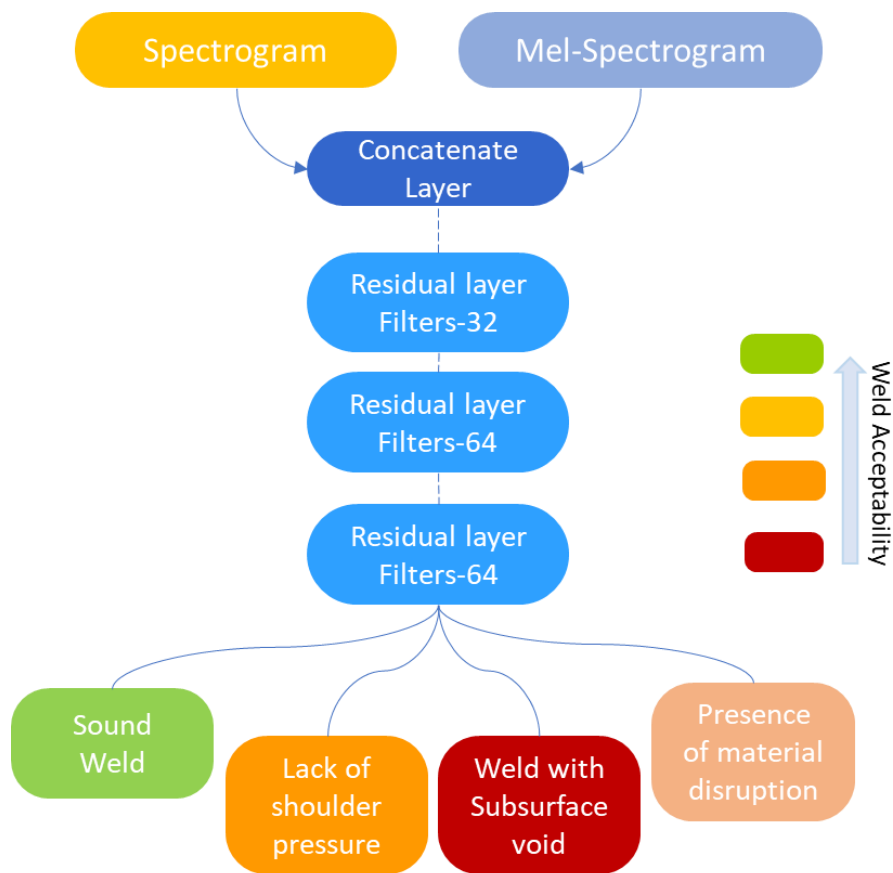 Spectrogram
Mel-Spectrogram
Concatenate
Layer
Residual layer
Filters-32
Residual layer
Filters-64
Residual layer
Filters-64
Weld Acceptability
Sound
Weld
Lack of
shoulder
pressure
Weld with
Subsurface
void
Presence
of material
disruption